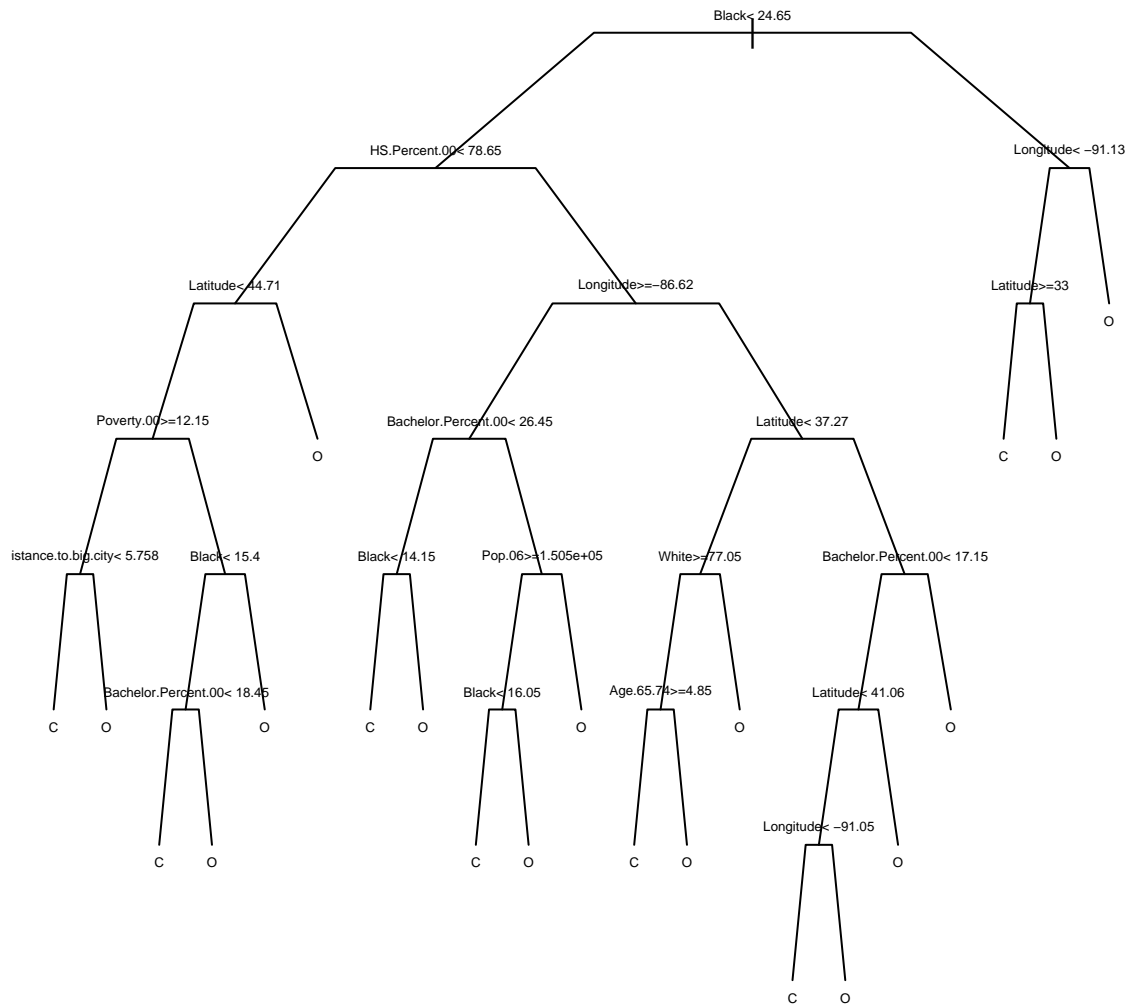 Black< 24.65
HS.Percent.00< 78.65
Longitude< −91.13
Latitude< 44.71
Longitude>=−86.62
Latitude>=33
O
Poverty.00>=12.15
Bachelor.Percent.00< 26.45
Latitude< 37.27
O
C
O
istance.to.big.city< 5.758
Black< 15.4
Black< 14.15
Pop.06>=1.505e+05
White>=77.05
Bachelor.Percent.00< 17.15
Bachelor.Percent.00< 18.45
Black< 16.05
Age.65.74>=4.85
Latitude< 41.06
C
O
O
C
O
O
O
O
Longitude< −91.05
C
O
C
O
C
O
O
C
O